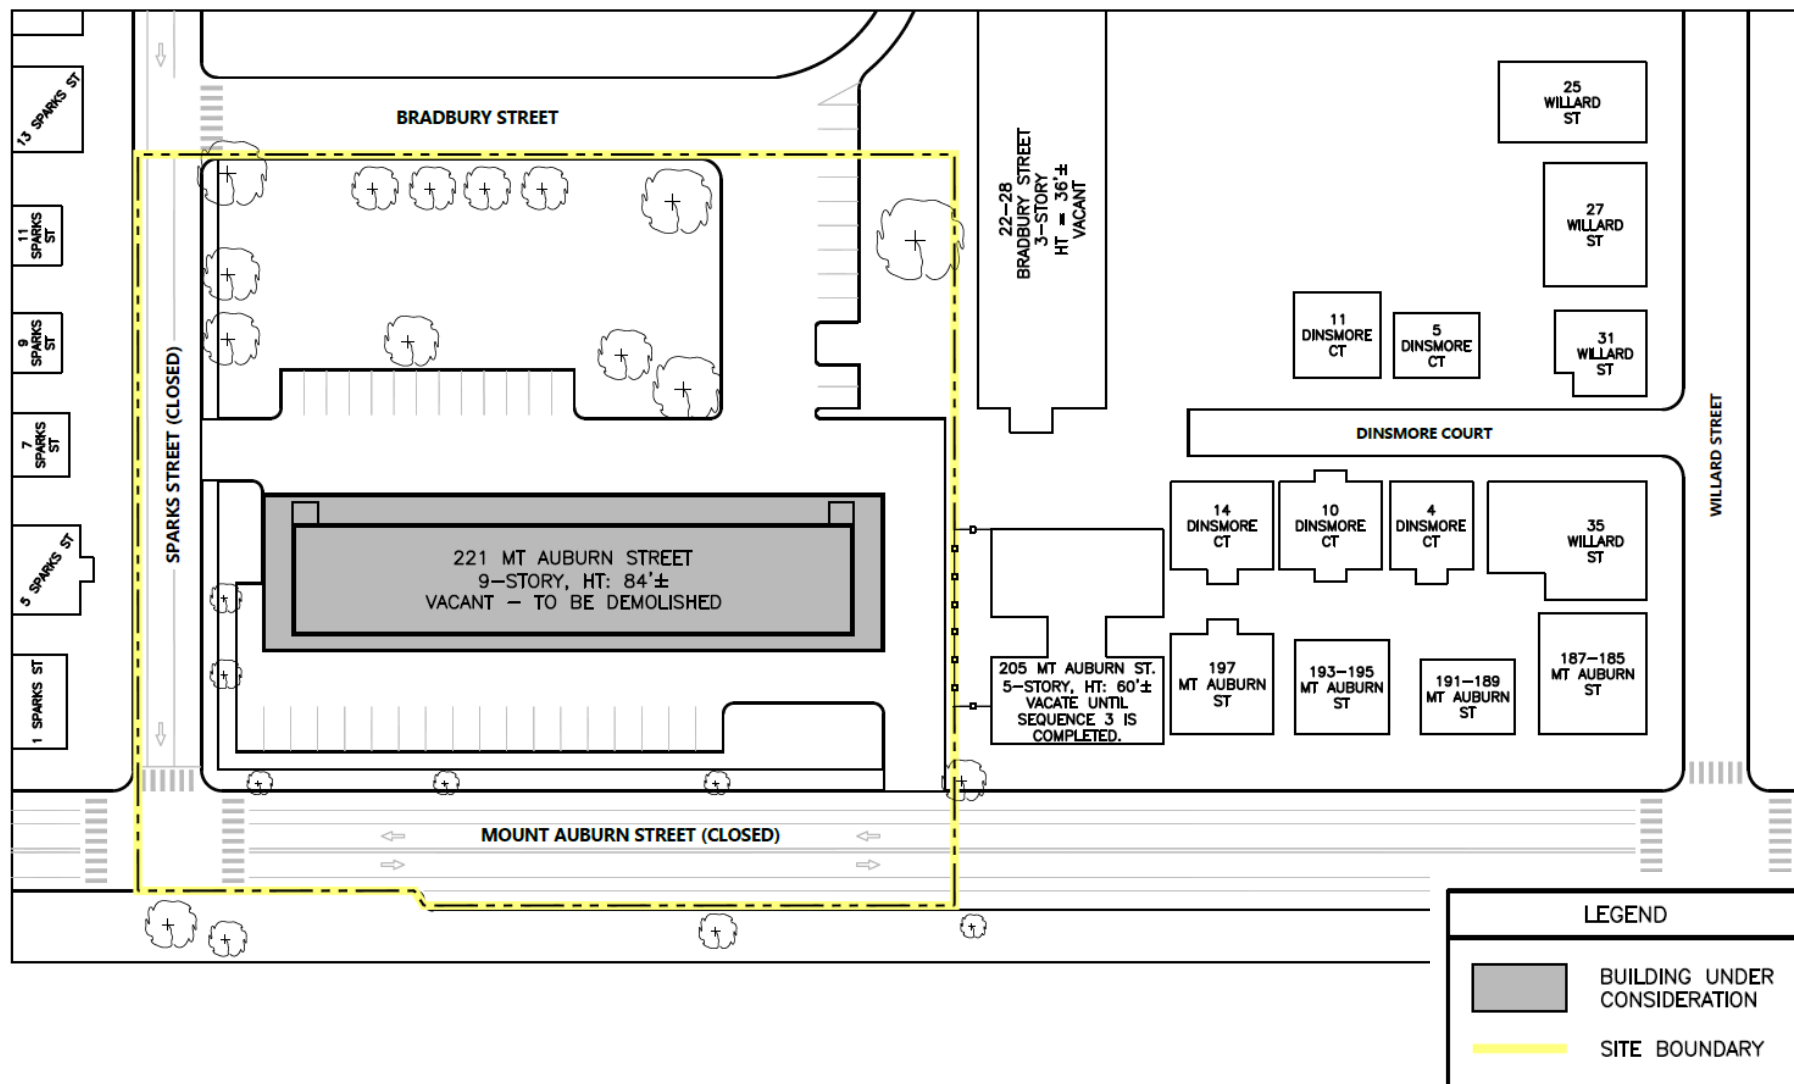 BRADBURY STREET
13 SPARKS ST
11
SPARKS
ST
9
SPARKS
ST
7
SPARKS
ST
5 SPARKS ST
1 SPARKS ST
SPARKS STREET (CLOSED)
221 MT AUBURN STREET
9-STORY, HT: 84'±
VACANT - TO BE DEMOLISHED
22-28
BRADBURY STREET
3-STORY
HT = 36'±
VACANT
205 MT AUBURN ST.
5-STORY, HT: 60'±
VACATE UNTIL
SEQUENCE 3 IS
COMPLETED.
25
WILLARD
ST
27
WILLARD
ST
31
WILLARD
ST
11
DINSMORE
CT
5
DINSMORE
CT
DINSMORE COURT
WILLARD STREET
14
DINSMORE
CT
10
DINSMORE
CT
4
DINSMORE
CT
35
WILLARD
ST
197
MT AUBURN
ST
193-195
MT AUBURN
ST
191-189
MT AUBURN
ST
187-185
MT AUBURN
ST
MOUNT AUBURN STREET (CLOSED)
LEGEND
BUILDING UNDER
CONSIDERATION
SITE BOUNDARY